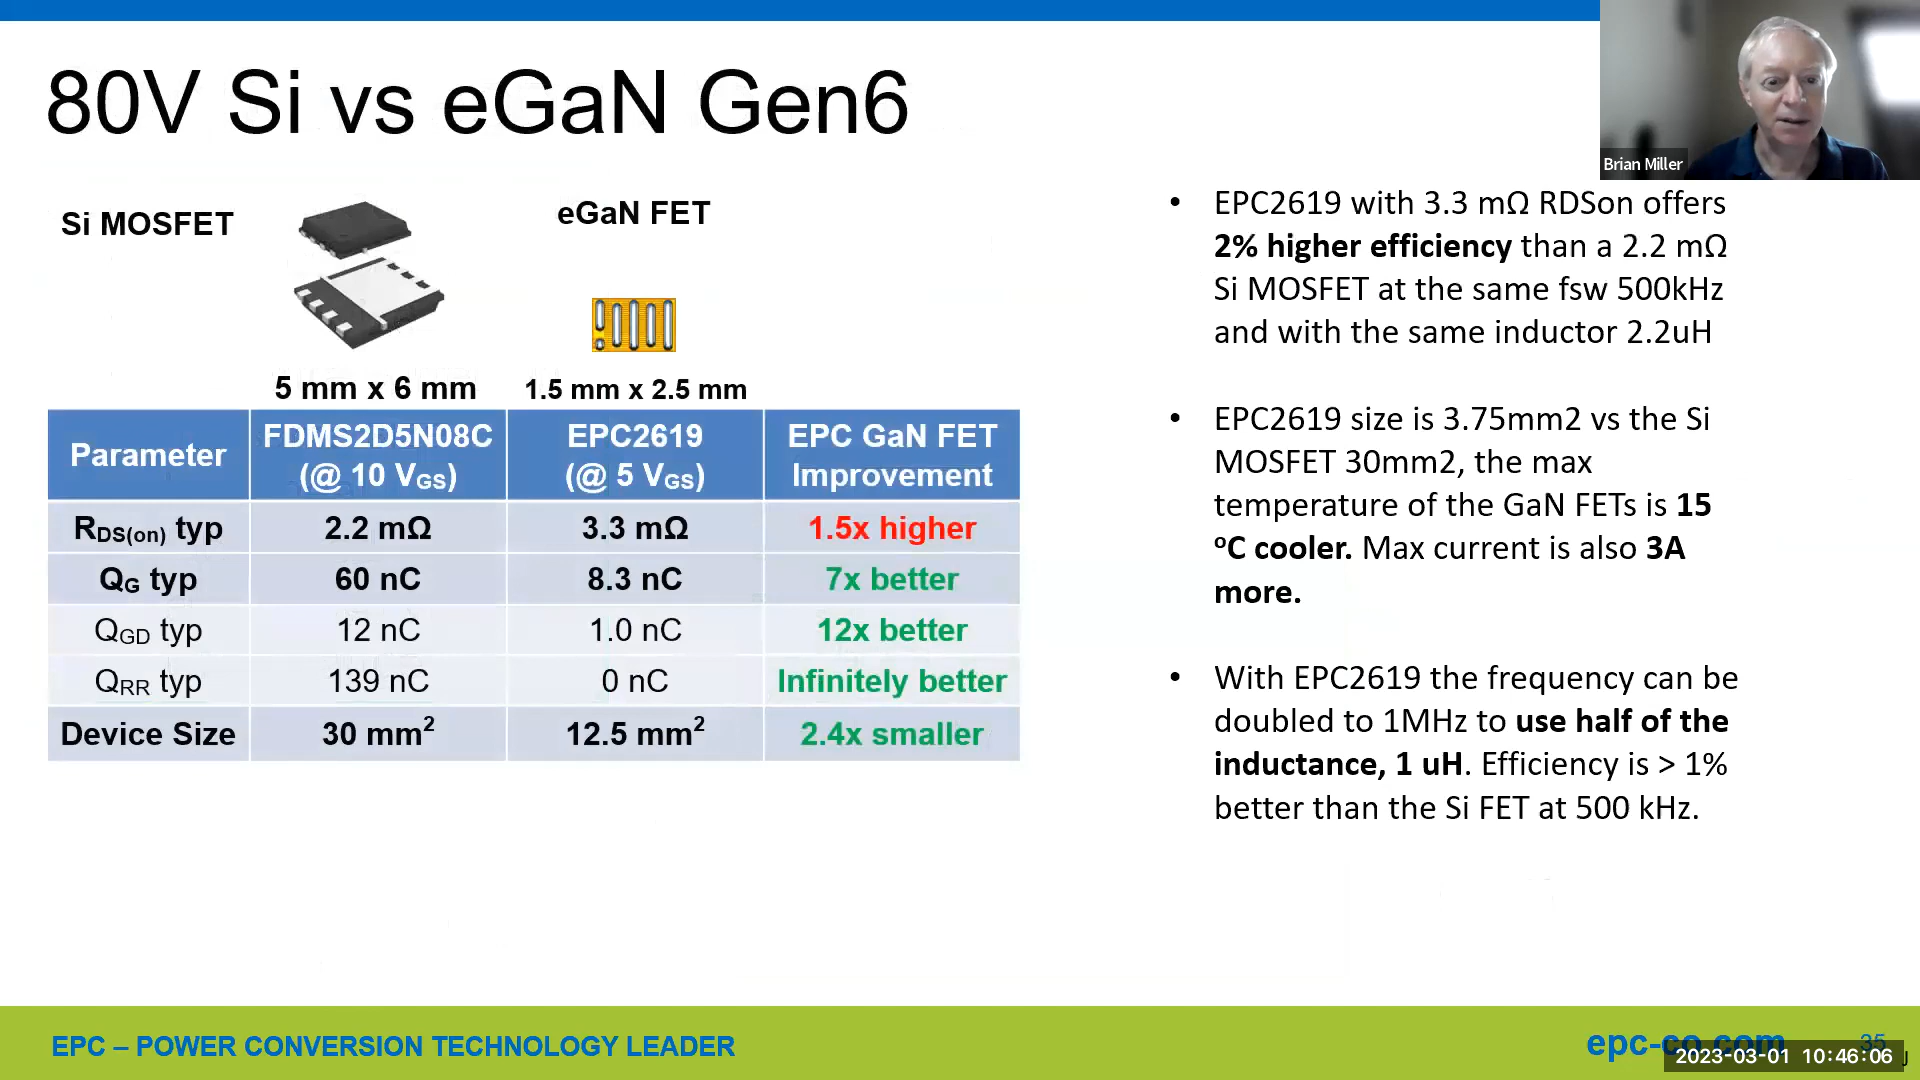 80V Si vs eGaN Gen6
Brian Miller
Si MOSFET
eGaN FET
5 mm x 6 mm
1.5 mm x 2.5 mm
Parameter
FDMS2D5N08C
(@ 10 VGS)
EPC2619
(@ 5 VGS)
EPC GaN FET
Improvement
RDS(on) typ
2.2 mΩ
3.3 mΩ
1.5x higher
QG typ
60 nC
8.3 nC
7x better
QGD typ
12 nC
1.0 nC
12x better
QRR typ
139 nC
0 nC
Infinitely better
Device Size
30 mm²
12.5 mm²
2.4x smaller
• EPC2619 with 3.3 mΩ RDSon offers
2% higher efficiency than a 2.2 mΩ
Si MOSFET at the same fsw 500kHz
and with the same inductor 2.2uH
• EPC2619 size is 3.75mm2 vs the Si
MOSFET 30mm2, the max
temperature of the GaN FETs is 15
ºC cooler. Max current is also 3A
more.
• With EPC2619 the frequency can be
doubled to 1MHz to use half of the
inductance, 1 uH. Efficiency is > 1%
better than the Si FET at 500 kHz.
EPC – POWER CONVERSION TECHNOLOGY LEADER
epc-co.com
35
2023-03-01 10:46:06